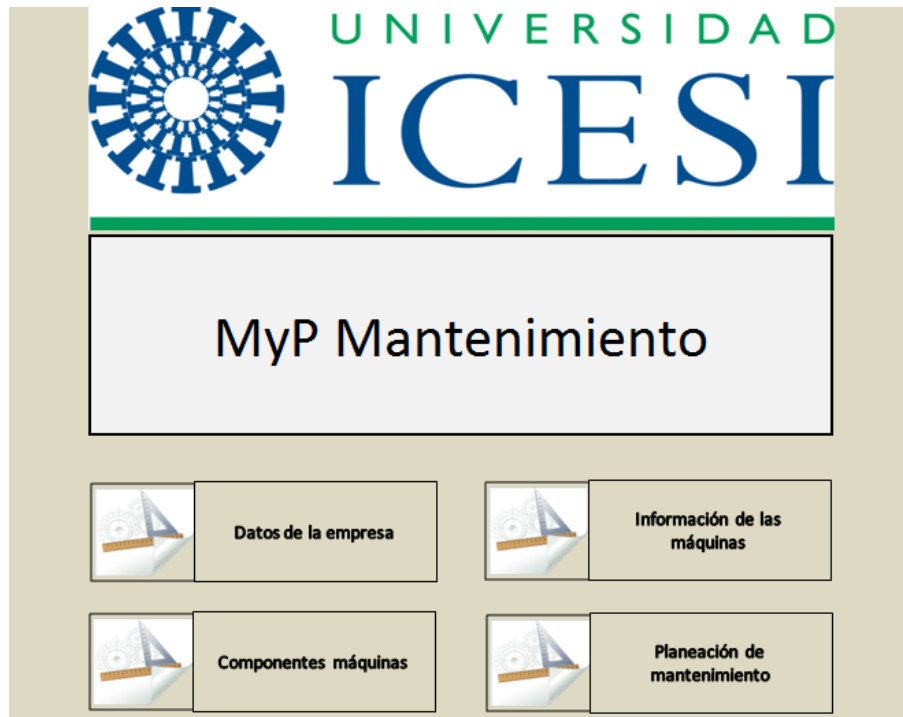 UNIVERSIDAD
ICESI
MyP Mantenimiento
Datos de la empresa
Información de las
máquinas
Componentes máquinas
Planeación de
mantenimiento